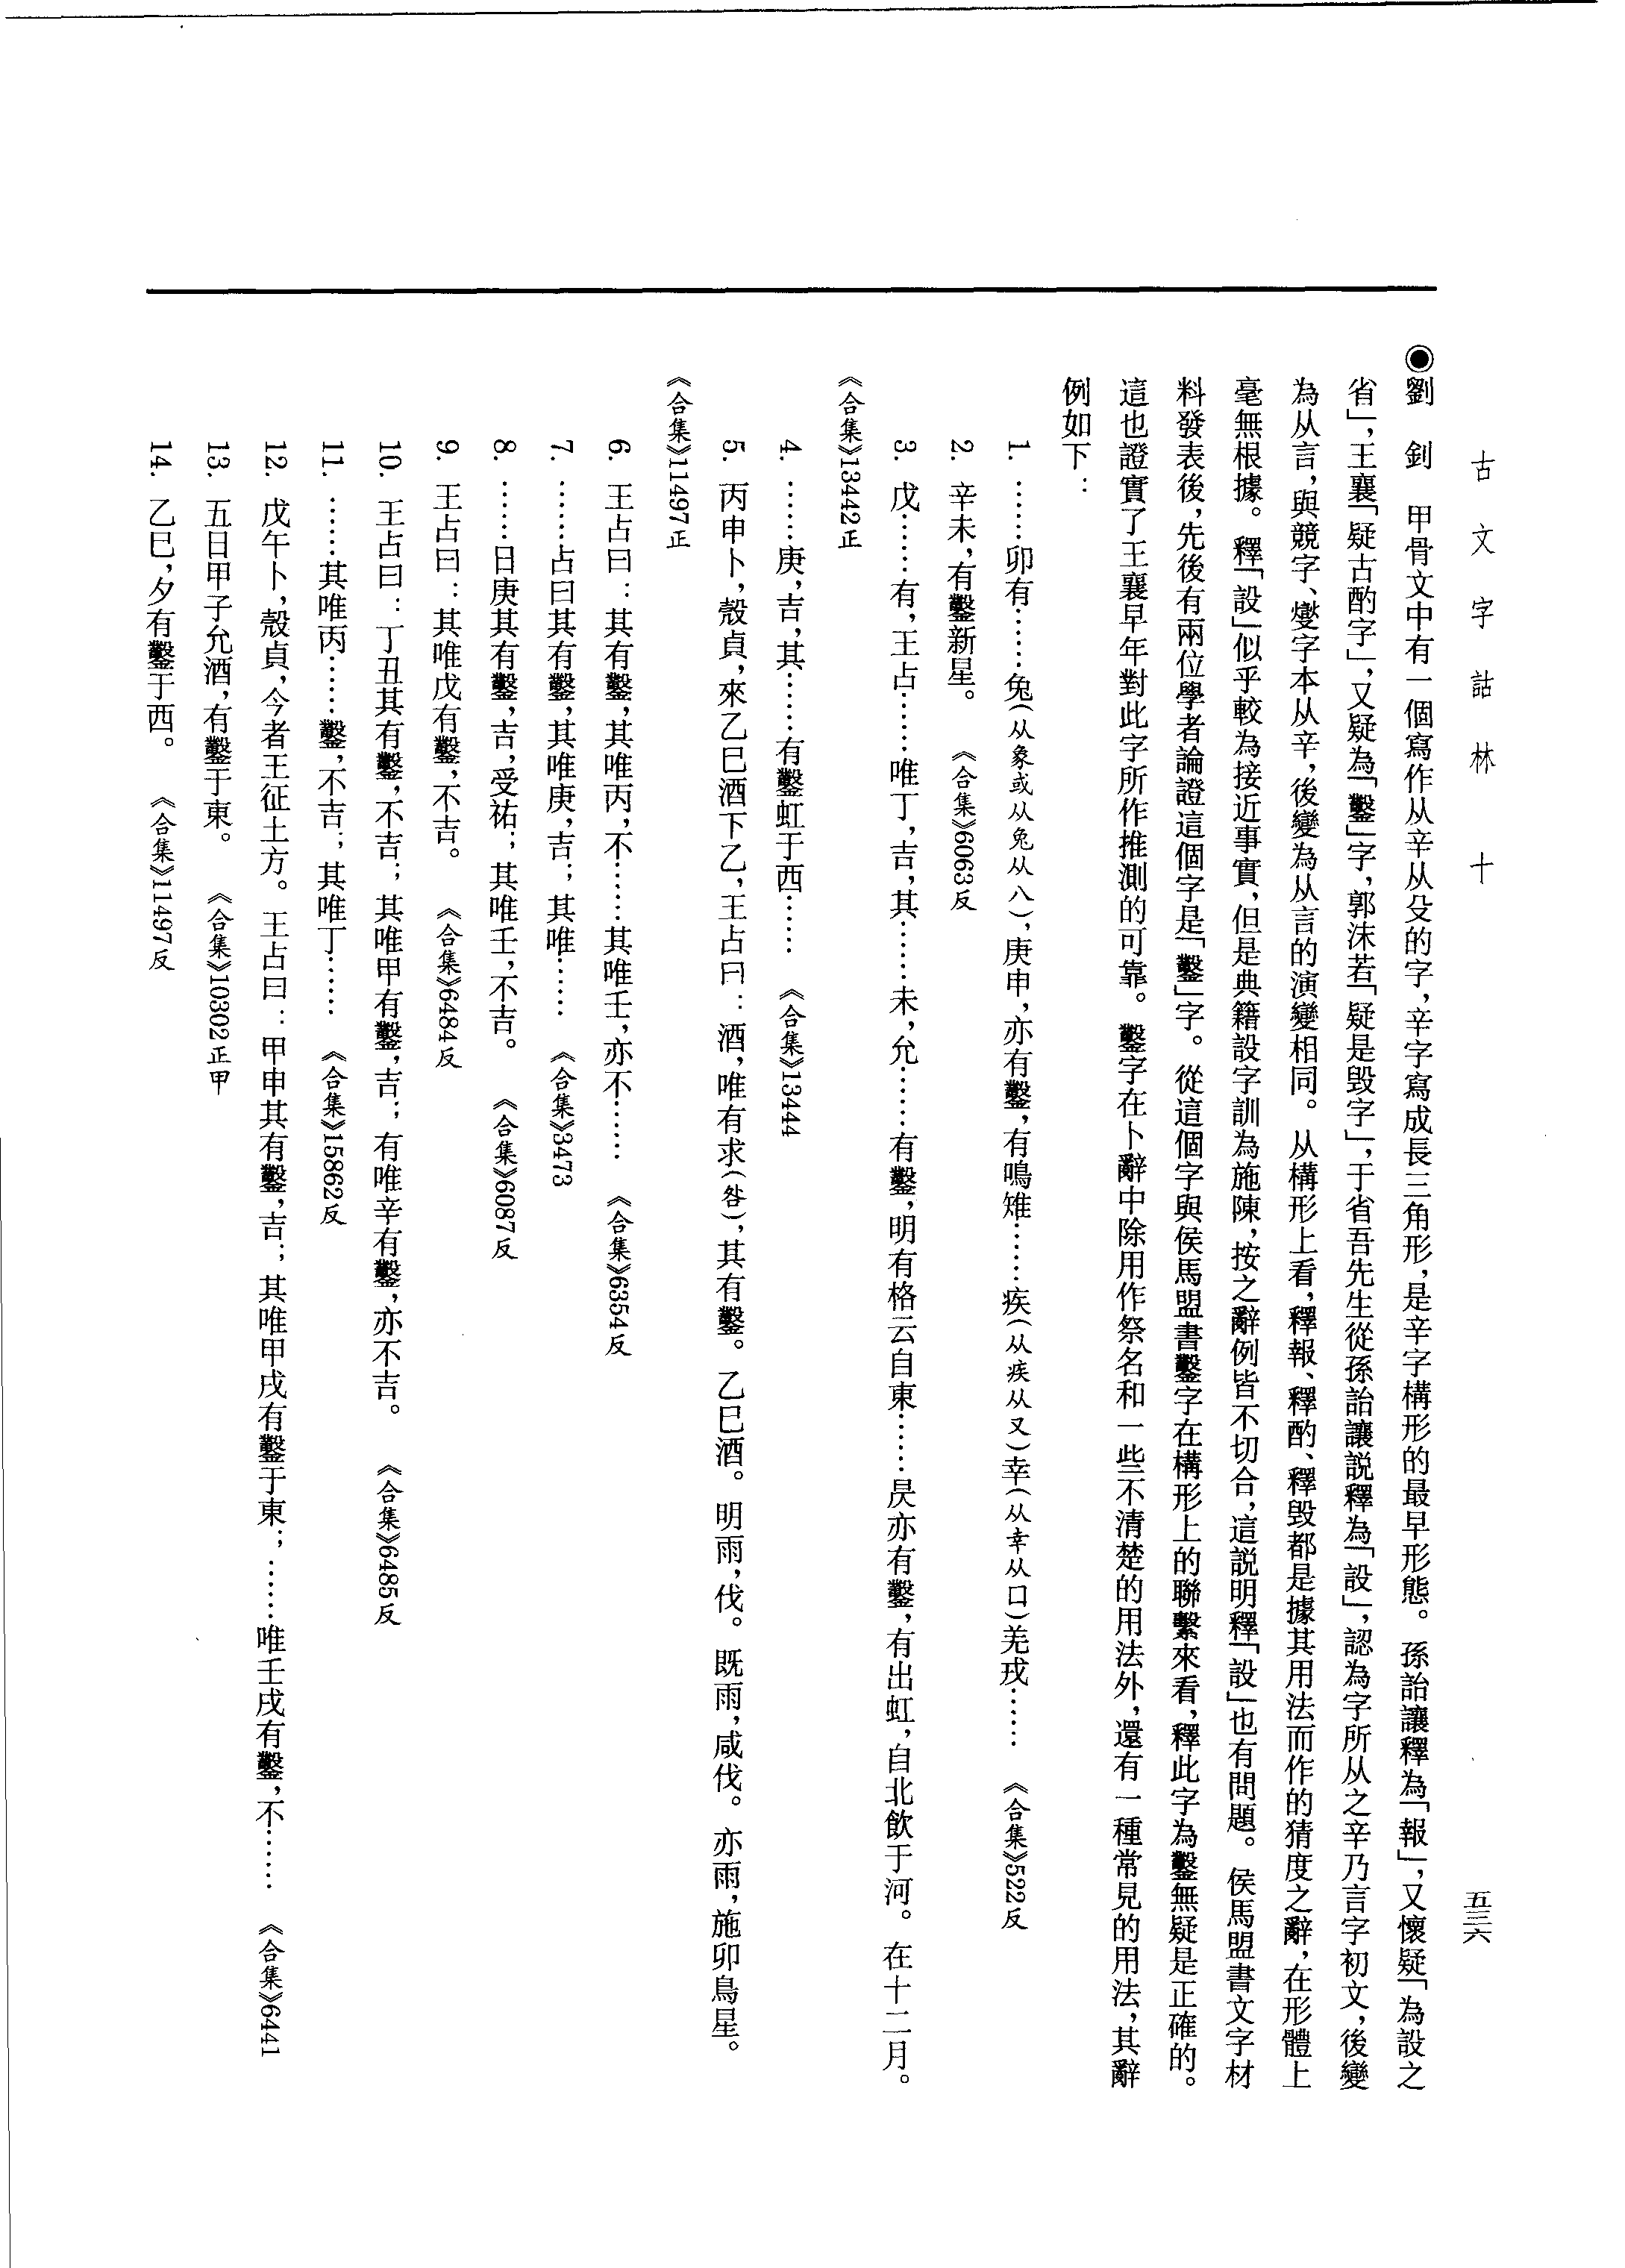 古文字詁林 十
五三六
◉劉 釗 甲骨文中有一個寫作从辛从殳的字，辛字寫成長三角形，是辛字構形的最早形態。孫詒讓釋為「報」，又懷疑「為設之
省」，王襄「疑古酌字」，又疑為「鑿」字，郭沫若「疑是毀字」，于省吾先生從孫詒讓説釋為「設」，認為字所从之辛乃言字初文，後變
為从言，與競字、燮字本从辛，後變為从言的演變相同。从構形上看，釋報、釋酌、釋毀都是據其用法而作的猜度之辭，在形體上
毫無根據。釋「設」似乎較為接近事實，但是典籍設字訓為施陳，按之辭例皆不切合，這説明釋「設」也有問題。侯馬盟書文字材
料發表後，先後有兩位學者論證這個字是「鑿」字。從這個字與侯馬盟書鑿字在構形上的聯繫來看，釋此字為鑿無疑是正確的。
這也證實了王襄早年對此字所作推測的可靠。鑿字在卜辭中除用作祭名和一些不清楚的用法外，還有一種常見的用法，其辭
例如下：
1. ……卯有……兔（从象或从兔从八），庚申，亦有鑿，有鳴雉……疾（从疾从又）幸（从幸从口）羌戎…… 《合集》522反
2. 辛未，有鑿新星。 《合集》6063反
3. 戊……有，王占……唯丁，吉，其……未，允……有鑿，明有格云自東……昃亦有鑿，有出虹，自北飲于河。在十二月。
《合集》13442正
4. ……庚，吉，其……有鑿虹于西…… 《合集》13444
5. 丙申卜，㱿貞，來乙巳酒下乙，王占曰：酒，唯有求（咎），其有鑿。乙巳酒。明雨，伐。既雨，咸伐。亦雨，施卯鳥星。
《合集》11497正
6. 王占曰：其有鑿，其唯丙，不……其唯壬，亦不…… 《合集》6354反
7. ……占曰其有鑿，其唯庚，吉；其唯…… 《合集》3473
8. ……日庚其有鑿，吉，受祐；其唯壬，不吉。 《合集》6087反
9. 王占曰：其唯戊有鑿，不吉。 《合集》6484反
10. 王占曰：丁丑其有鑿，不吉；其唯甲有鑿，吉；有唯辛有鑿，亦不吉。 《合集》6485反
11. ……其唯丙……鑿，不吉；其唯丁…… 《合集》15862反
12. 戊午卜，㱿貞，今者王征土方。王占曰：甲申其有鑿，吉；其唯甲戌有鑿于東；……唯壬戌有鑿，不…… 《合集》6441
13. 五日甲子允酒，有鑿于東。 《合集》10302正甲
14. 乙巳，夕有鑿于西。 《合集》11497反